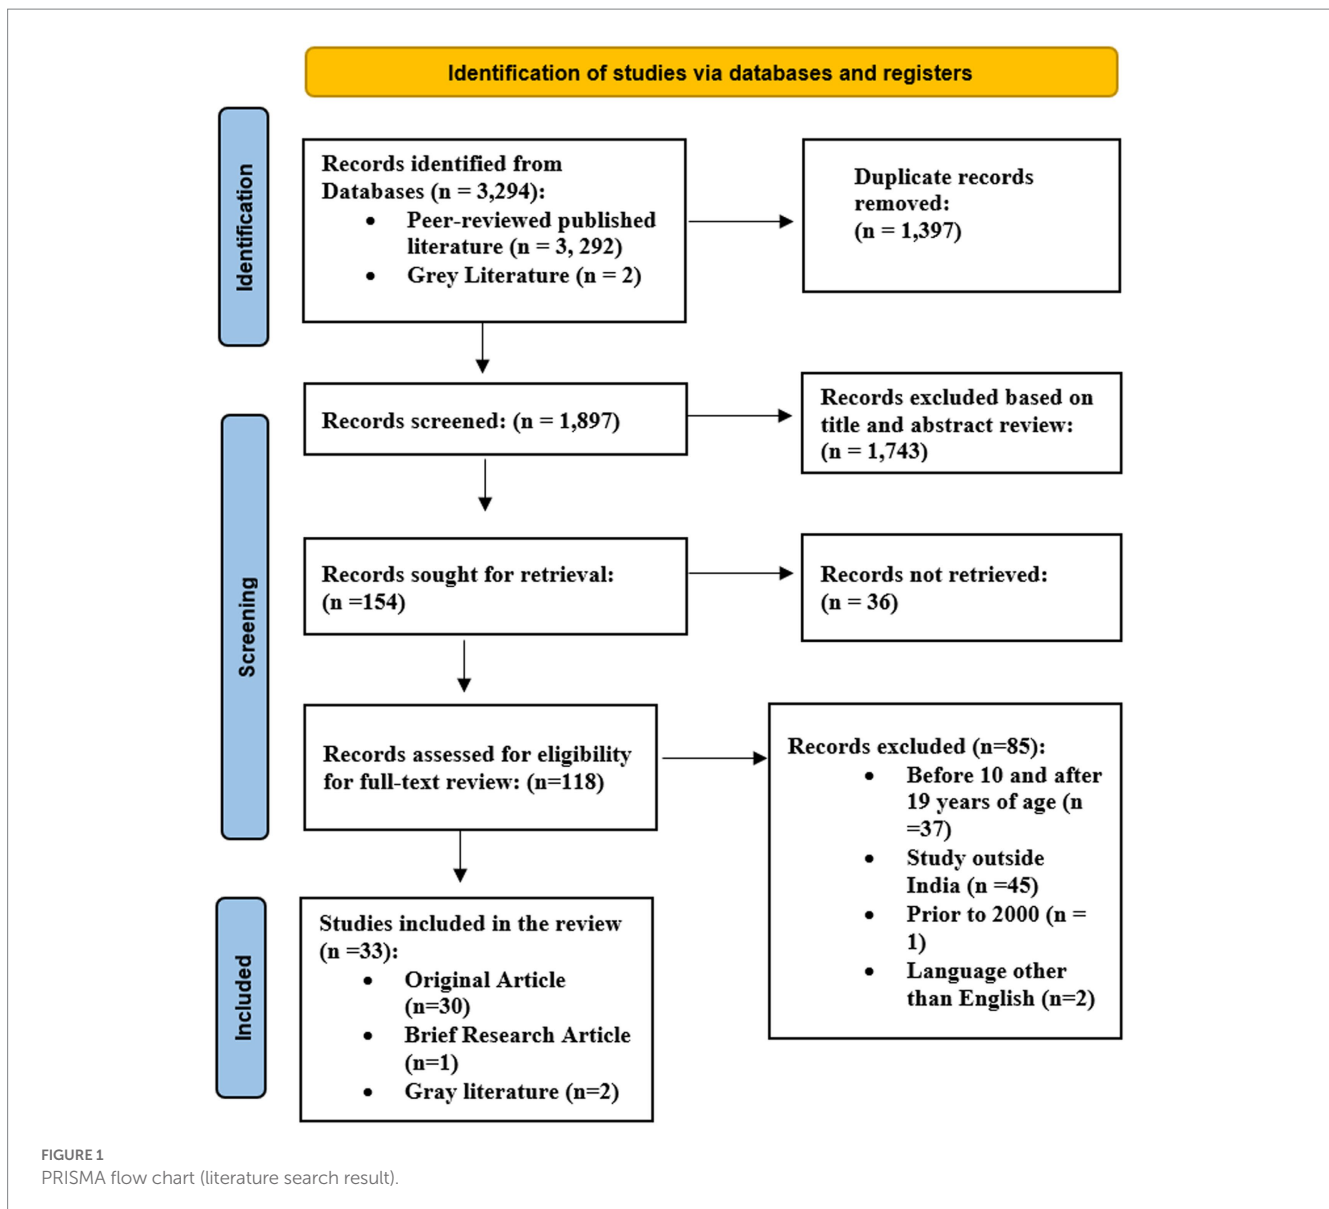 Identification of studies via databases and registers
Identification
Records identified from
Databases (n = 3,294):
• Peer-reviewed published
literature (n = 3, 292)
• Grey Literature (n = 2)
Duplicate records
removed:
(n = 1,397)
Screening
Records screened: (n = 1,897)
Records excluded based on
title and abstract review:
(n = 1,743)
Records sought for retrieval:
(n =154)
Records not retrieved:
(n = 36)
Records assessed for eligibility
for full-text review: (n=118)
Records excluded (n=85):
• Before 10 and after
19 years of age (n
=37)
• Study outside
India (n =45)
• Prior to 2000 (n =
1)
• Language other
than English (n=2)
Included
Studies included in the review
(n =33):
• Original Article
(n=30)
• Brief Research Article
(n=1)
• Gray literature (n=2)
FIGURE 1
PRISMA flow chart (literature search result).